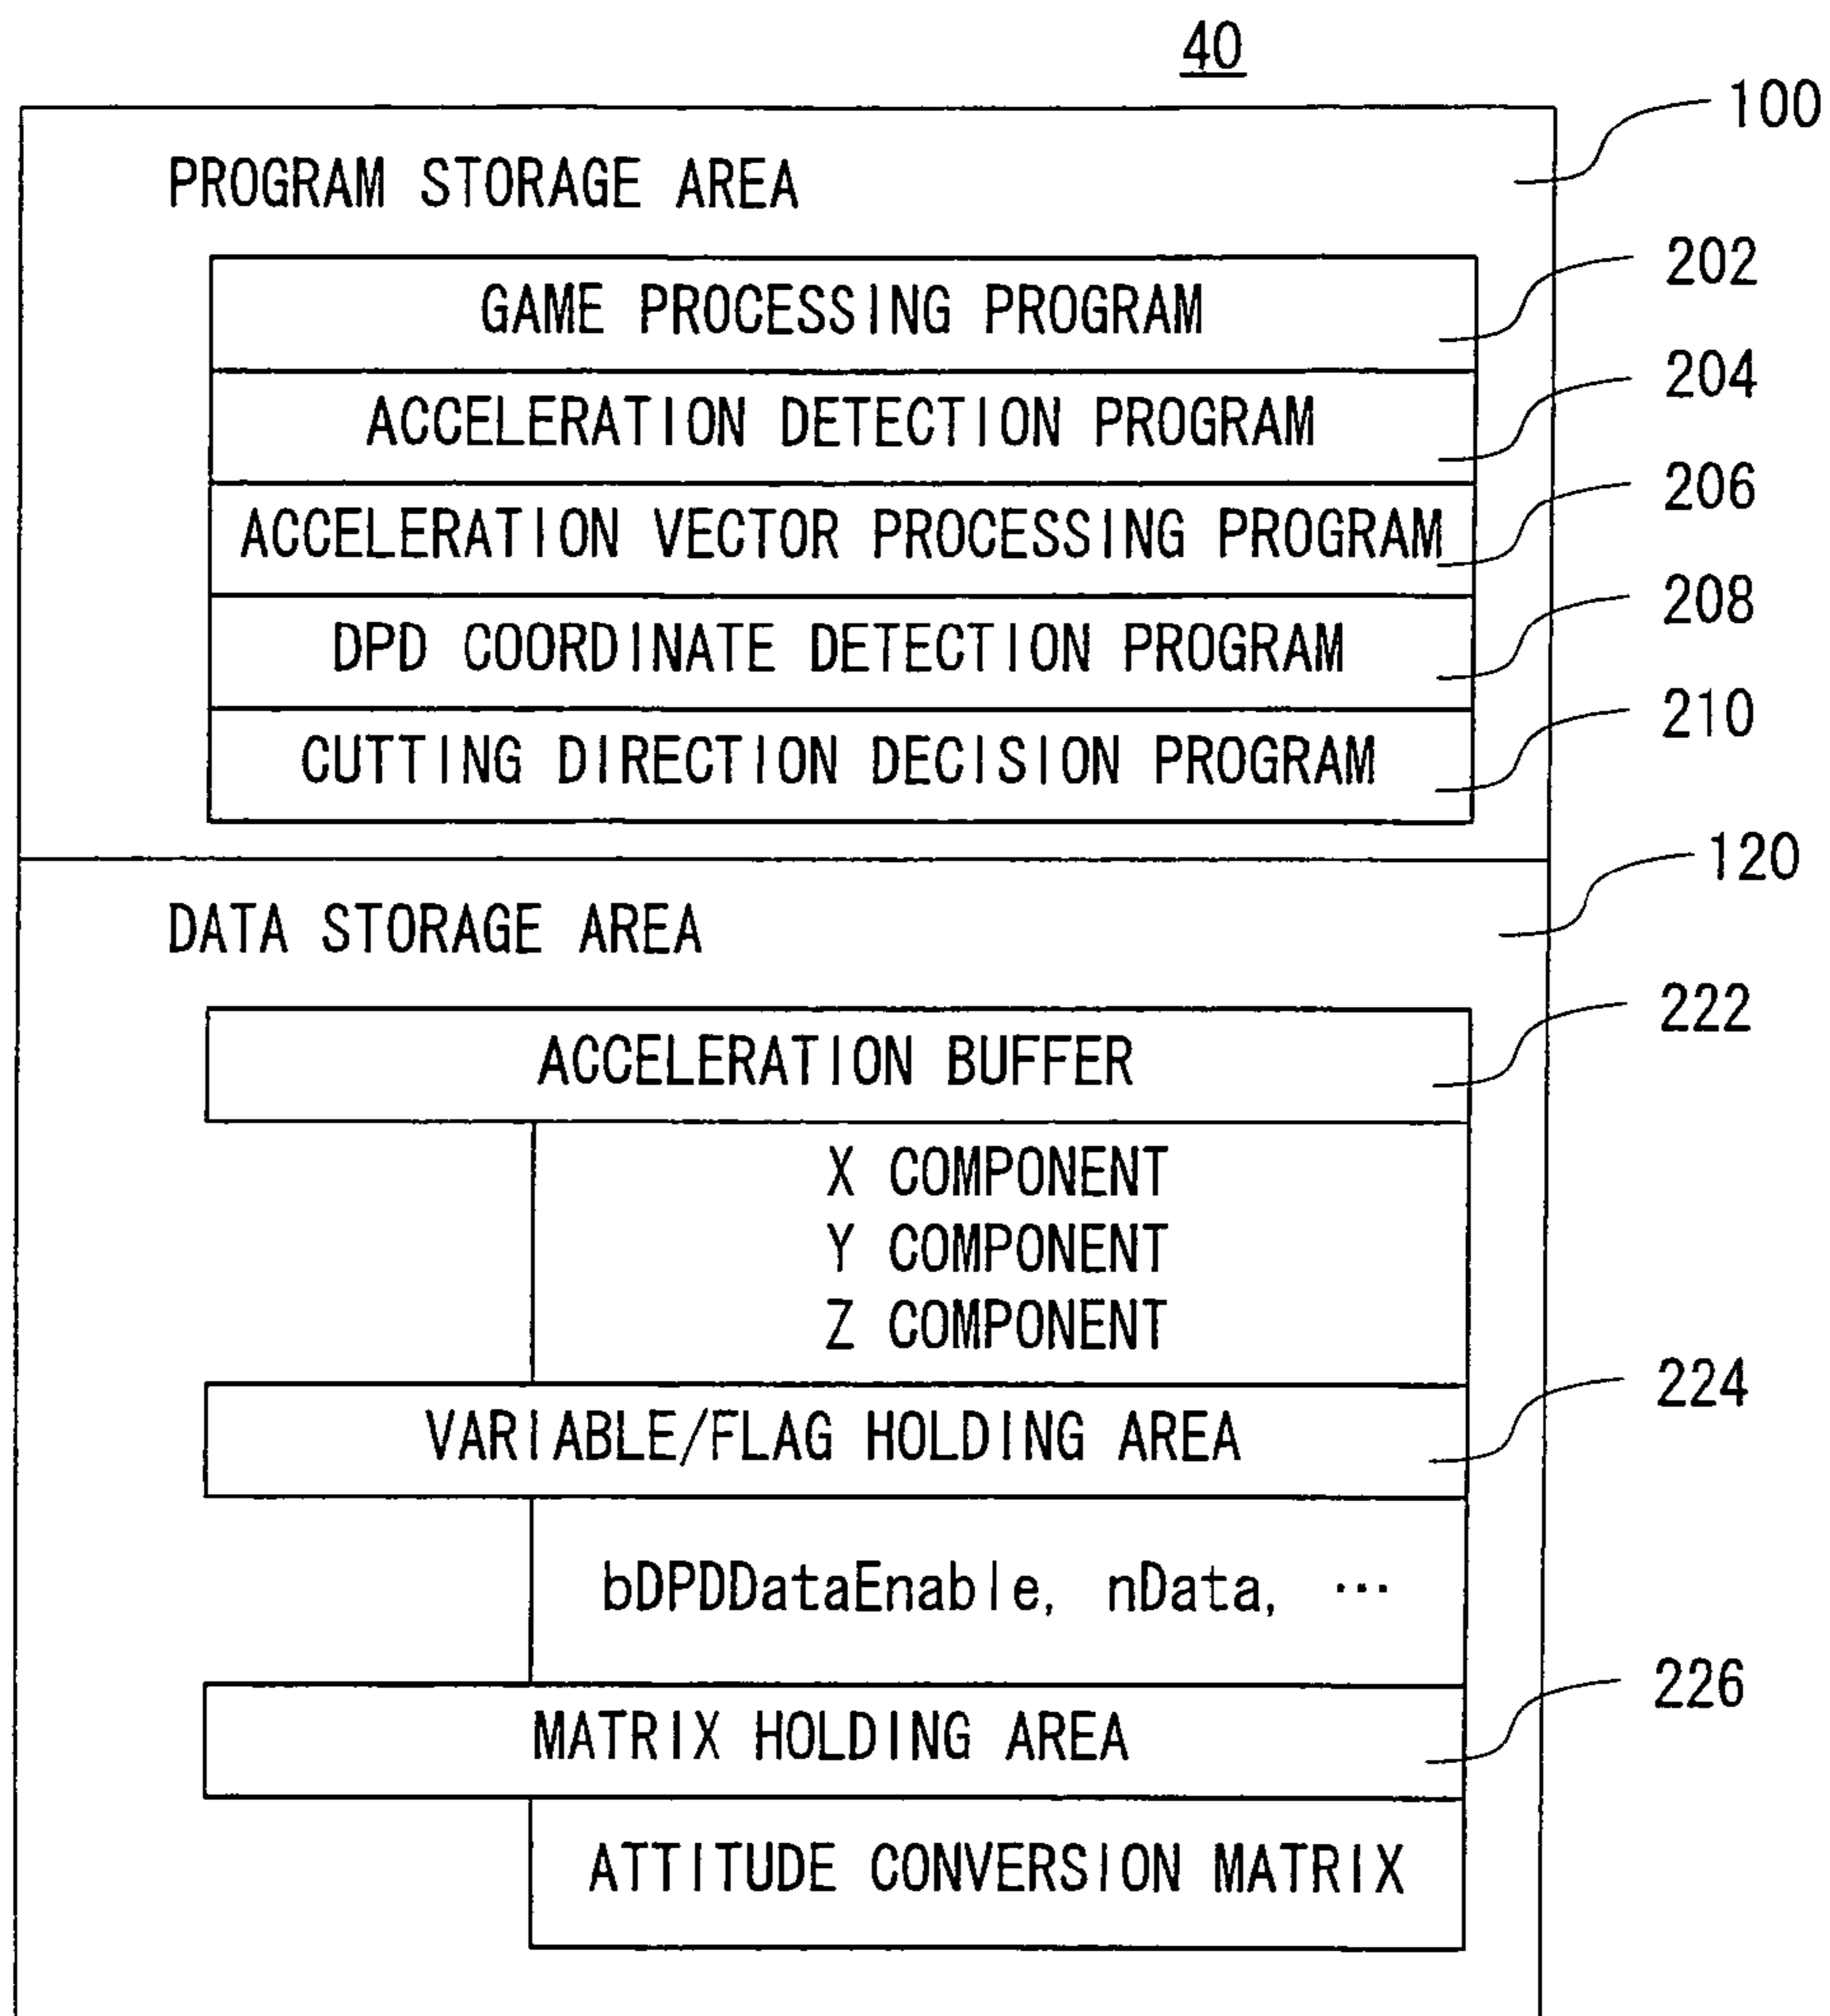 40
100
PROGRAM STORAGE AREA
202
GAME PROCESSING PROGRAM
204
ACCELERATION DETECTION PROGRAM
206
ACCELERATION VECTOR PROCESSING PROGRAM
208
DPD COORDINATE DETECTION PROGRAM
210
CUTTING DIRECTION DECISION PROGRAM
120
DATA STORAGE AREA
222
ACCELERATION BUFFER
X COMPONENT
Y COMPONENT
Z COMPONENT
224
VARIABLE/FLAG HOLDING AREA
bDPDDataEnable, nData, ...
226
MATRIX HOLDING AREA
ATTITUDE CONVERSION MATRIX